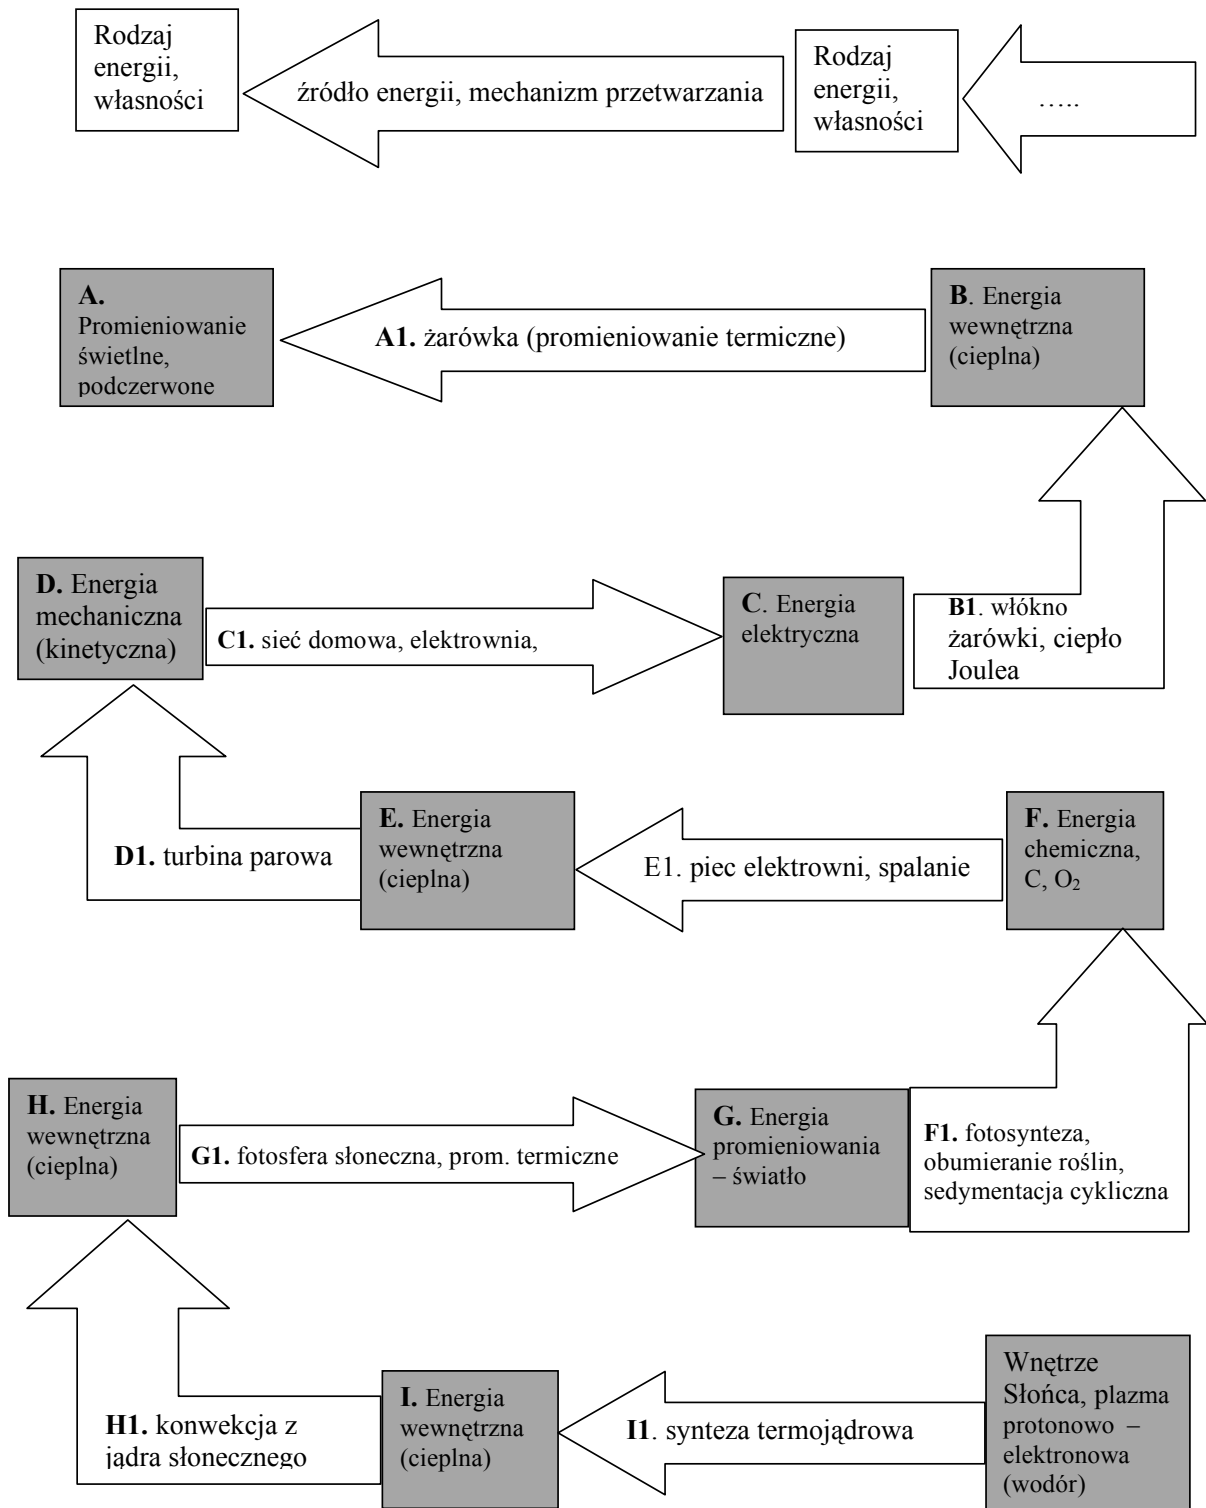 Rodzaj
energii,
własności
źródło energii, mechanizm przetwarzania
Rodzaj
energii,
własności
…..
A.
Promieniowanie
świetlne,
podczerwone
A1. żarówka (promieniowanie termiczne)
B. Energia
wewnętrzna
(cieplna)
D. Energia
mechaniczna
(kinetyczna)
C1. sieć domowa, elektrownia,
C. Energia
elektryczna
B1. włókno
żarówki, ciepło
Joulea
D1. turbina parowa
E. Energia
wewnętrzna
(cieplna)
E1. piec elektrowni, spalanie
F. Energia
chemiczna,
C, O₂
H. Energia
wewnętrzna
(cieplna)
G1. fotosfera słoneczna, prom. termiczne
G. Energia
promieniowania
– światło
F1. fotosynteza,
obumieranie roślin,
sedymentacja cykliczna
H1. konwekcja z
jądra słonecznego
I. Energia
wewnętrzna
(cieplna)
I1. synteza termojądrowa
Wnętrze
Słońca, plazma
protonowo –
elektronowa
(wodór)